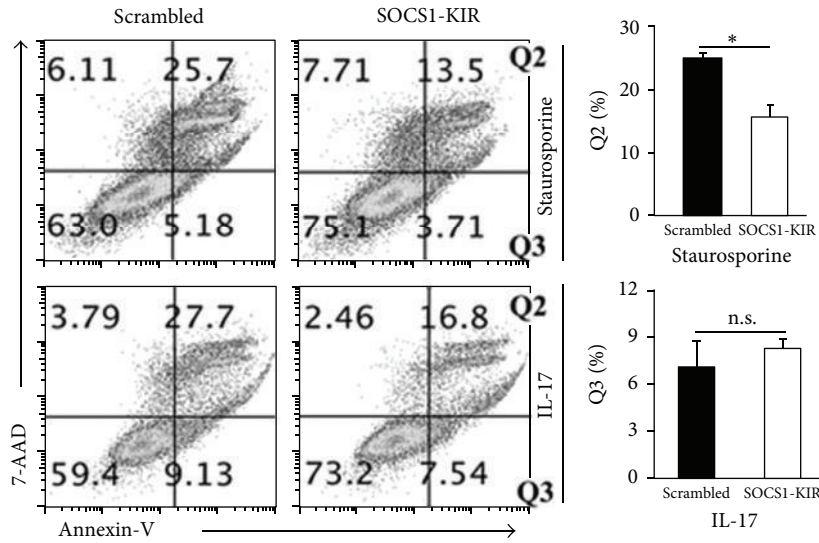 Scrambled
SOCS1-KIR
6.11 25.7
63.0 5.18
7.71 13.5 Q2
75.1 3.71
Q3
Staurosporine
3.79 27.7
59.4 9.13
2.46 16.8
Q2
73.2 7.54
Q3
IL-17
7-AAD
Annexin-V
30
20
10
0
Q2 (%)
*
Scrambled SOCS1-KIR
Staurosporine
12
9
6
3
0
Q3 (%)
n.s.
Scrambled SOCS1-KIR
IL-17